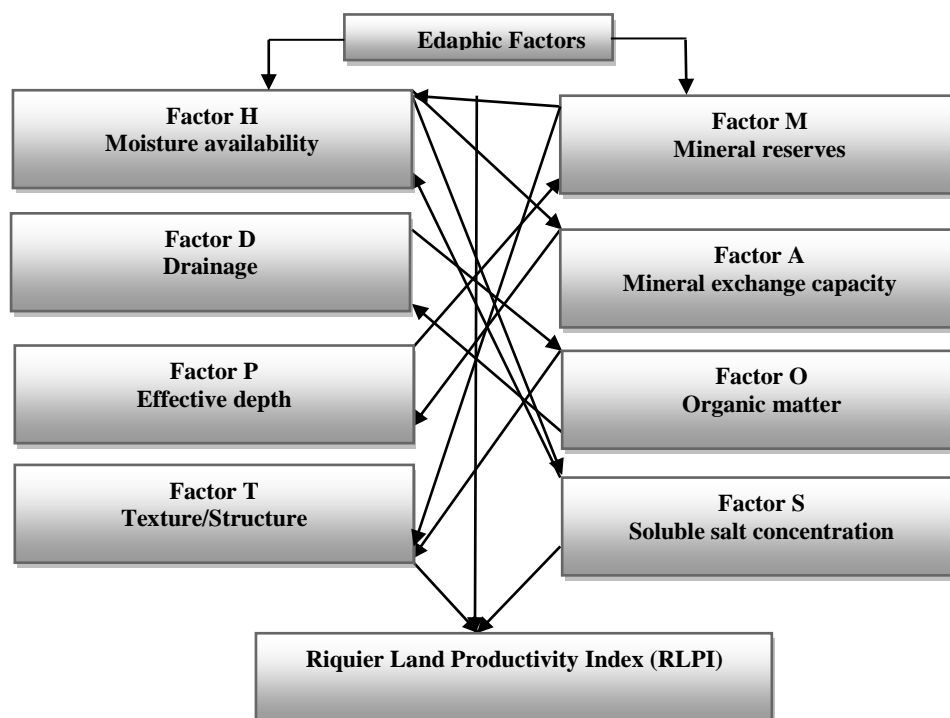 Edaphic Factors
Factor H
Moisture availability
Factor M
Mineral reserves
Factor D
Drainage
Factor A
Mineral exchange capacity
Factor P
Effective depth
Factor O
Organic matter
Factor T
Texture/Structure
Factor S
Soluble salt concentration
Riquier Land Productivity Index (RLPI)